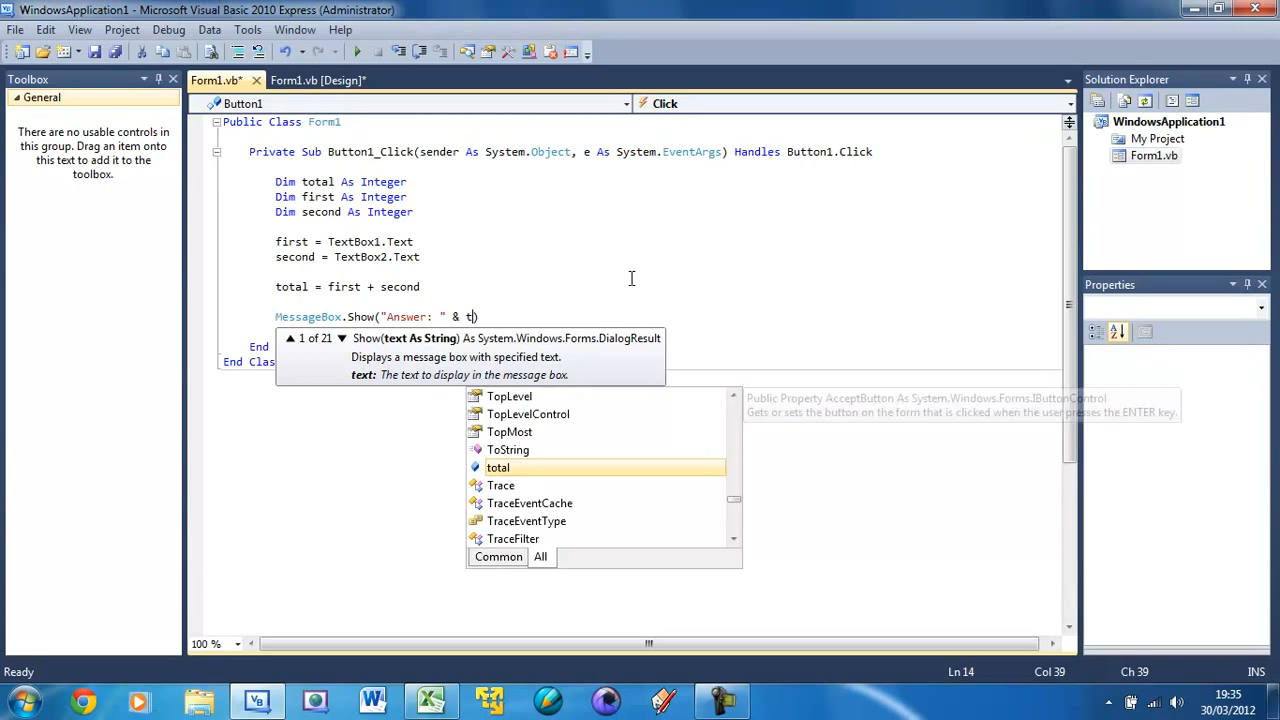 WindowsApplication1 - Microsoft Visual Basic 2010 Express (Administrator)
File Edit View Project Debug Data Tools Window Help
Toolbox
General
There are no usable controls in
this group. Drag an item onto
this text to add it to the
toolbox.
Form1.vb* Form1.vb [Design]*
Button1 Click
Public Class Form1
Private Sub Button1_Click(sender As System.Object, e As System.EventArgs) Handles Button1.Click
Dim total As Integer
Dim first As Integer
Dim second As Integer
first = TextBox1.Text
second = TextBox2.Text
total = first + second
MessageBox.Show("Answer: " & t)
1 of 21 Show(text As String) As System.Windows.Forms.DialogResult
Displays a message box with specified text.
text: The text to display in the message box.
End
End Clas
TopLevel
TopLevelControl
TopMost
ToString
total
Trace
TraceEventCache
TraceEventType
TraceFilter
Common All
Public Property AcceptButton As System.Windows.Forms.IButtonControl
Gets or sets the button on the form that is clicked when the user presses the ENTER key.
100 %
Solution Explorer
WindowsApplication1
My Project
Form1.vb
Properties
Ready Ln 14 Col 39 Ch 39 INS
19:35
30/03/2012